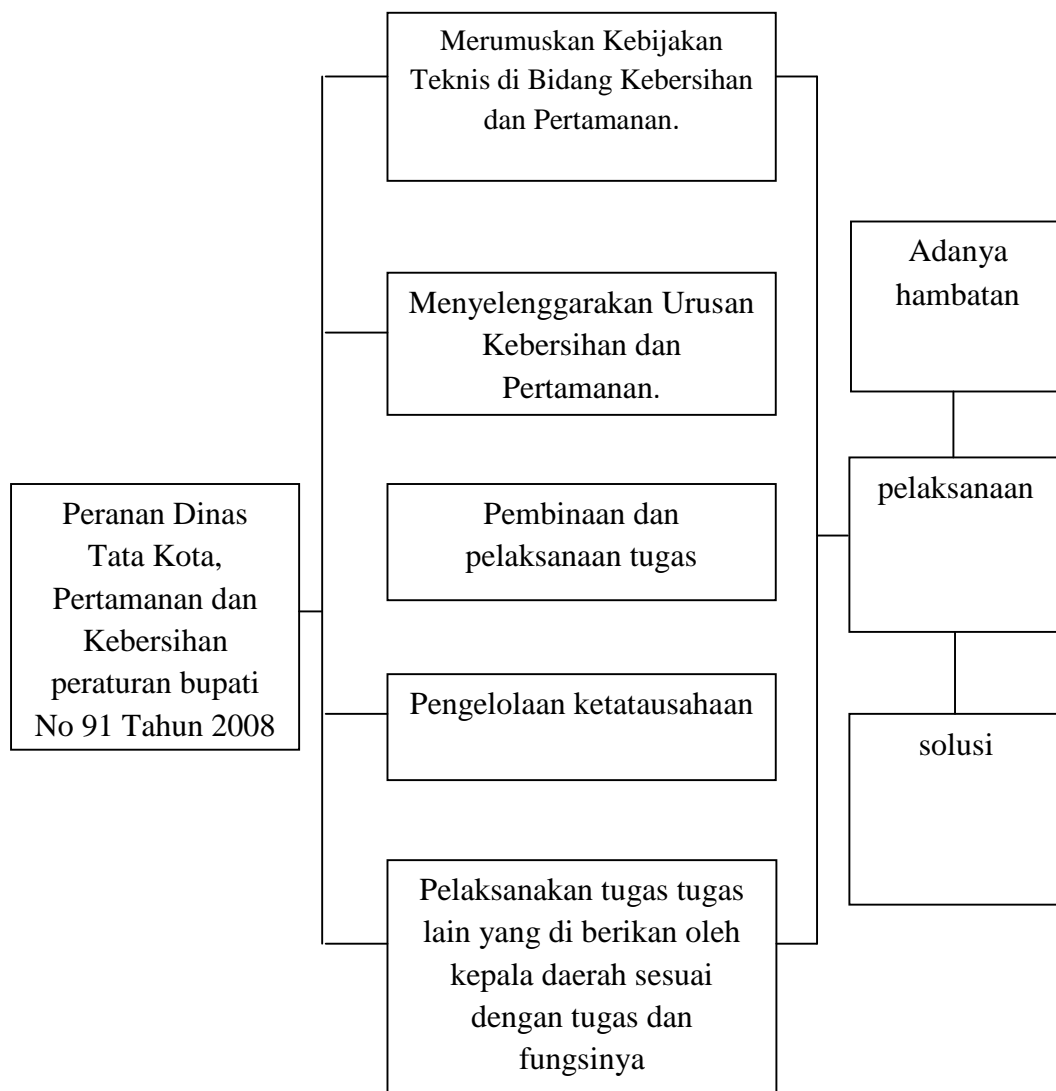 Merumuskan Kebijakan
Teknis di Bidang Kebersihan
dan Pertamanan.
Adanya
hambatan
Menyelenggarakan Urusan
Kebersihan dan
Pertamanan.
pelaksanaan
Peranan Dinas
Tata Kota,
Pertamanan dan
Kebersihan
peraturan bupati
No 91 Tahun 2008
Pembinaan dan
pelaksanaan tugas
Pengelolaan ketatausahaan
solusi
Pelaksanakan tugas tugas
lain yang di berikan oleh
kepala daerah sesuai
dengan tugas dan
fungsinya